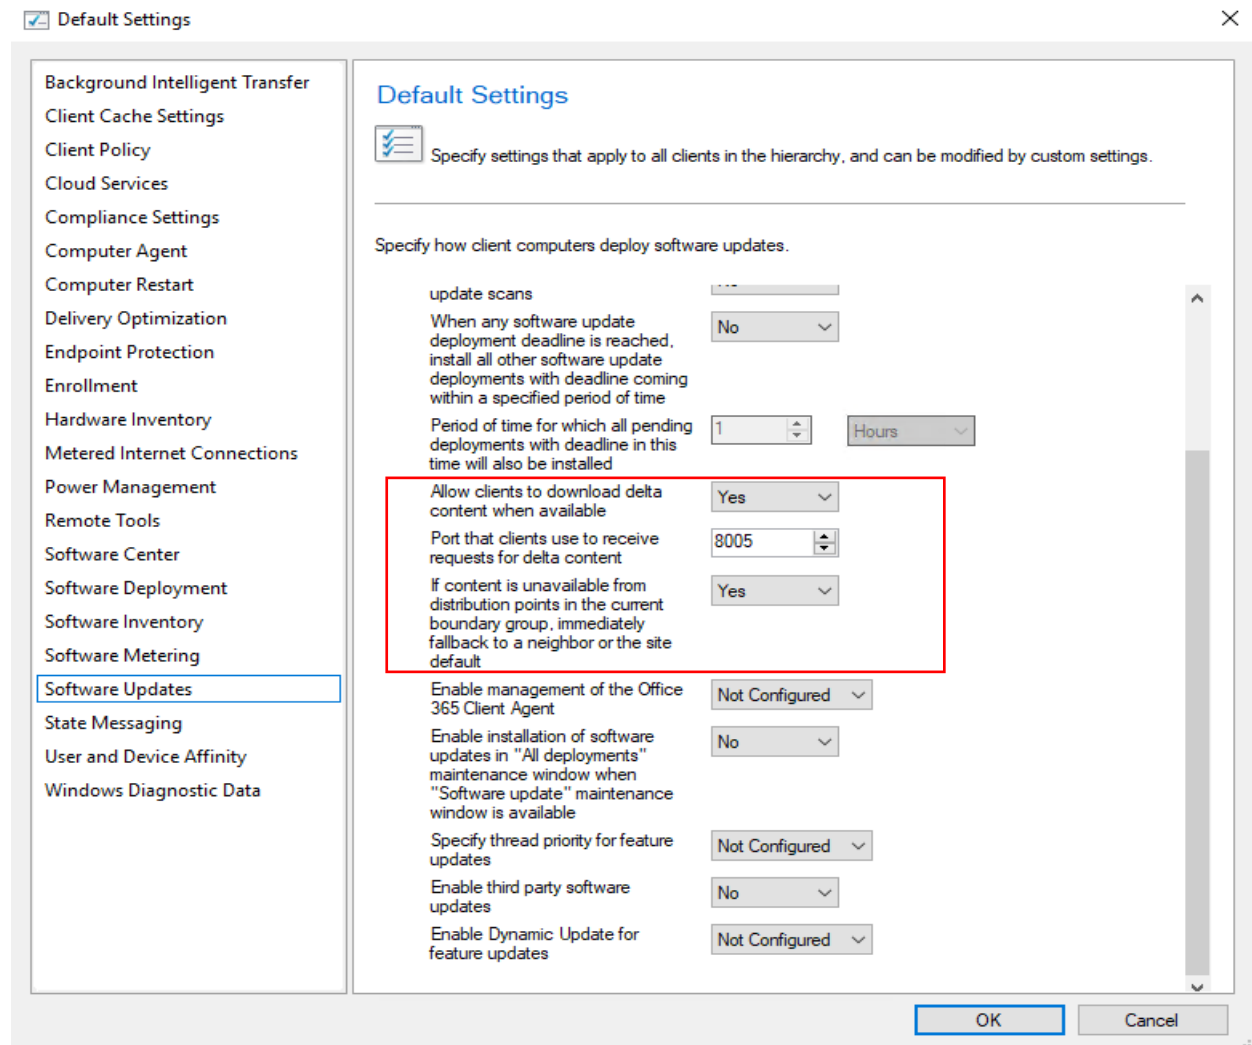 Default Settings
Background Intelligent Transfer
Client Cache Settings
Client Policy
Cloud Services
Compliance Settings
Computer Agent
Computer Restart
Delivery Optimization
Endpoint Protection
Enrollment
Hardware Inventory
Metered Internet Connections
Power Management
Remote Tools
Software Center
Software Deployment
Software Inventory
Software Metering
Software Updates
State Messaging
User and Device Affinity
Windows Diagnostic Data
Default Settings
Specify settings that apply to all clients in the hierarchy, and can be modified by custom settings.
Specify how client computers deploy software updates.
update scans
When any software update
deployment deadline is reached,
install all other software update
deployments with deadline coming
within a specified period of time
No
Period of time for which all pending
deployments with deadline in this
time will also be installed
1
Hours
Allow clients to download delta
content when available
Yes
Port that clients use to receive
requests for delta content
8005
If content is unavailable from
distribution points in the current
boundary group, immediately
fallback to a neighbor or the site
default
Yes
Enable management of the Office
365 Client Agent
Not Configured
Enable installation of software
updates in "All deployments"
maintenance window when
"Software update" maintenance
window is available
No
Specify thread priority for feature
updates
Not Configured
Enable third party software
updates
No
Enable Dynamic Update for
feature updates
Not Configured
OK
Cancel